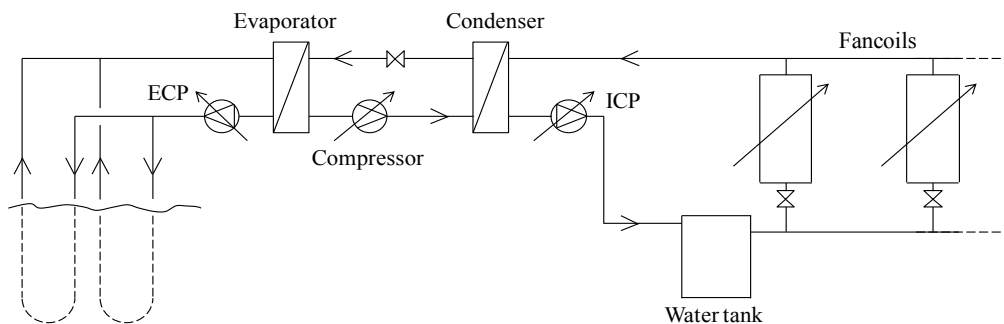 Evaporator
Condenser
Fancoils
ECP
ICP
Compressor
Water tank